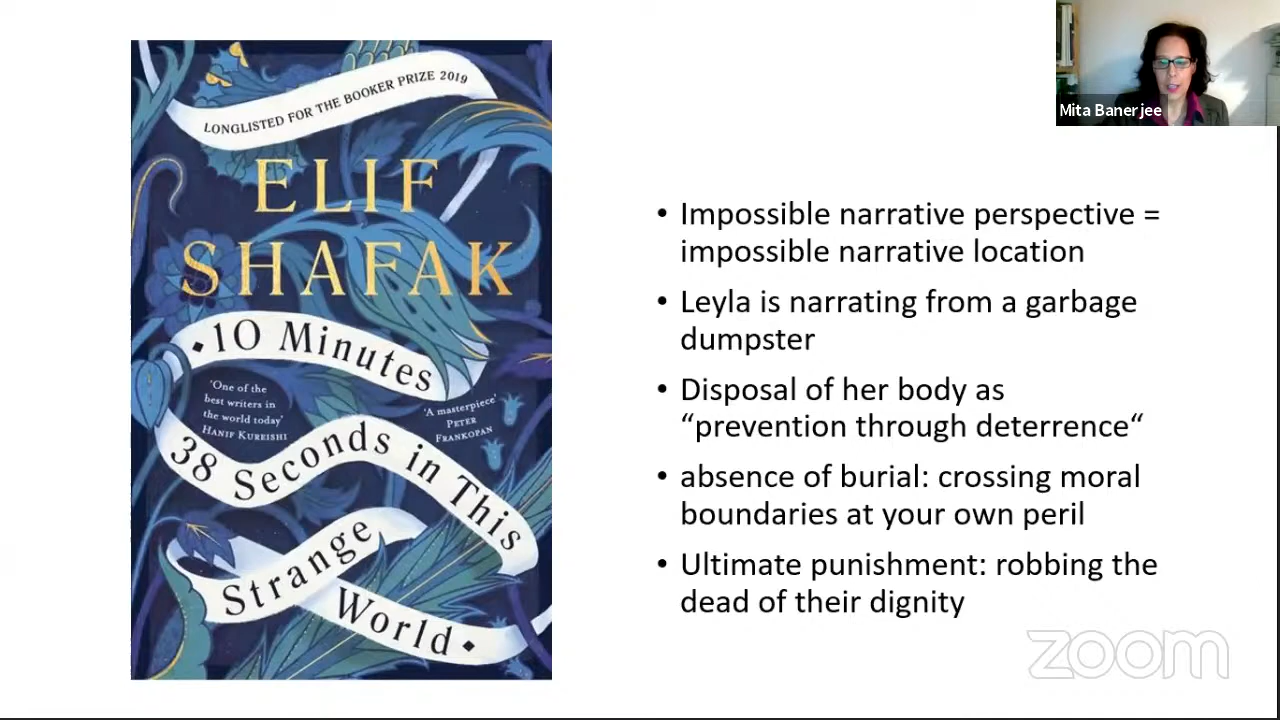 LONGLISTED FOR THE BOOKER PRIZE 2019
ELIF
SHAFAK
10 Minutes
'One of the
best writers in
the world today'
HANIF KUREISHI
'A masterpiece'
PETER
FRANKOPAN
38 Seconds in This
Strange
World
Mita Banerjee
• Impossible narrative perspective =
impossible narrative location
• Leyla is narrating from a garbage
dumpster
• Disposal of her body as
“prevention through deterrence“
• absence of burial: crossing moral
boundaries at your own peril
• Ultimate punishment: robbing the
dead of their dignity
zoom